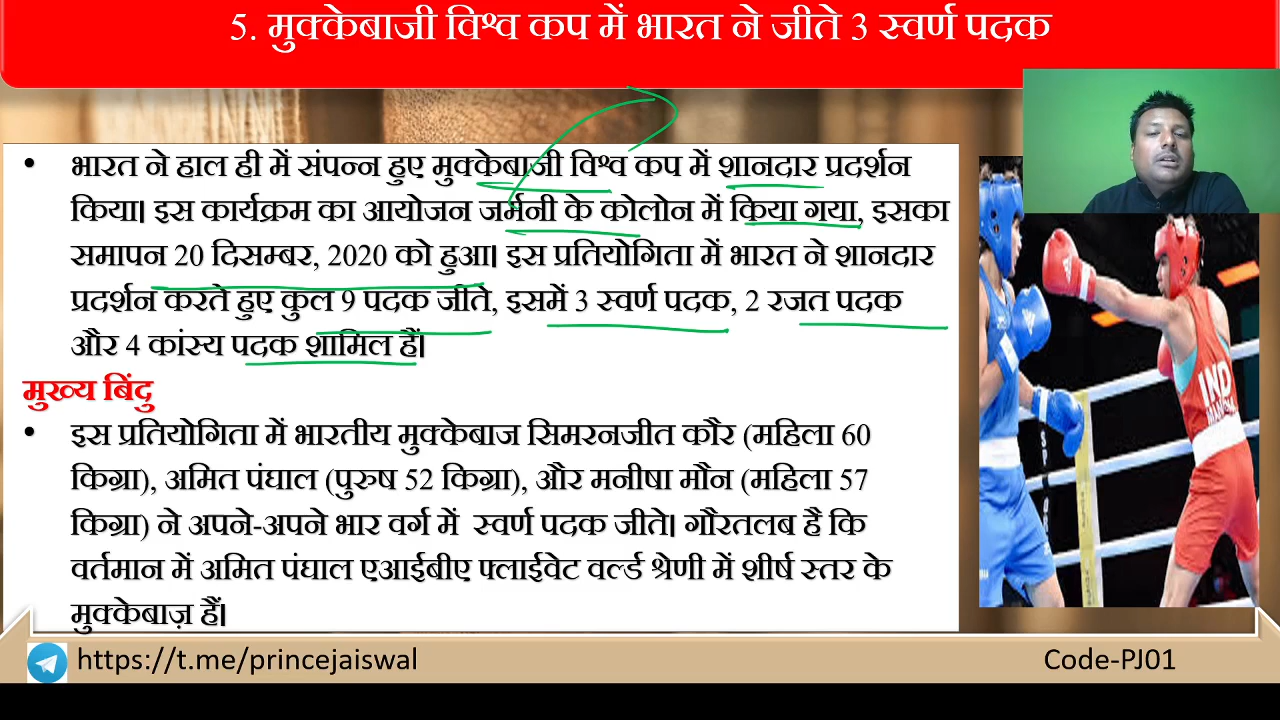 5. मुक्केबाजी विश्व कप में भारत ने जीते 3 स्वर्ण पदक
• भारत ने हाल ही में संपन्न हुए मुक्केबाजी विश्व कप में शानदार प्रदर्शन
किया। इस कार्यक्रम का आयोजन जर्मनी के कोलोन में किया गया, इसका
समापन 20 दिसम्बर, 2020 को हुआ। इस प्रतियोगिता में भारत ने शानदार
प्रदर्शन करते हुए कुल 9 पदक जीते, इसमें 3 स्वर्ण पदक, 2 रजत पदक
और 4 कांस्य पदक शामिल हैं।
मुख्य बिंदु
• इस प्रतियोगिता में भारतीय मुक्केबाज सिमरनजीत कौर (महिला 60
किग्रा), अमित पंघाल (पुरुष 52 किग्रा), और मनीषा मौन (महिला 57
किग्रा) ने अपने-अपने भार वर्ग में स्वर्ण पदक जीते। गौरतलब है कि
वर्तमान में अमित पंघाल एआईबीए फ्लाईवेट वर्ल्ड श्रेणी में शीर्ष स्तर के
मुक्केबाज़ हैं।
IND
https://t.me/princejaiswal
Code-PJ01